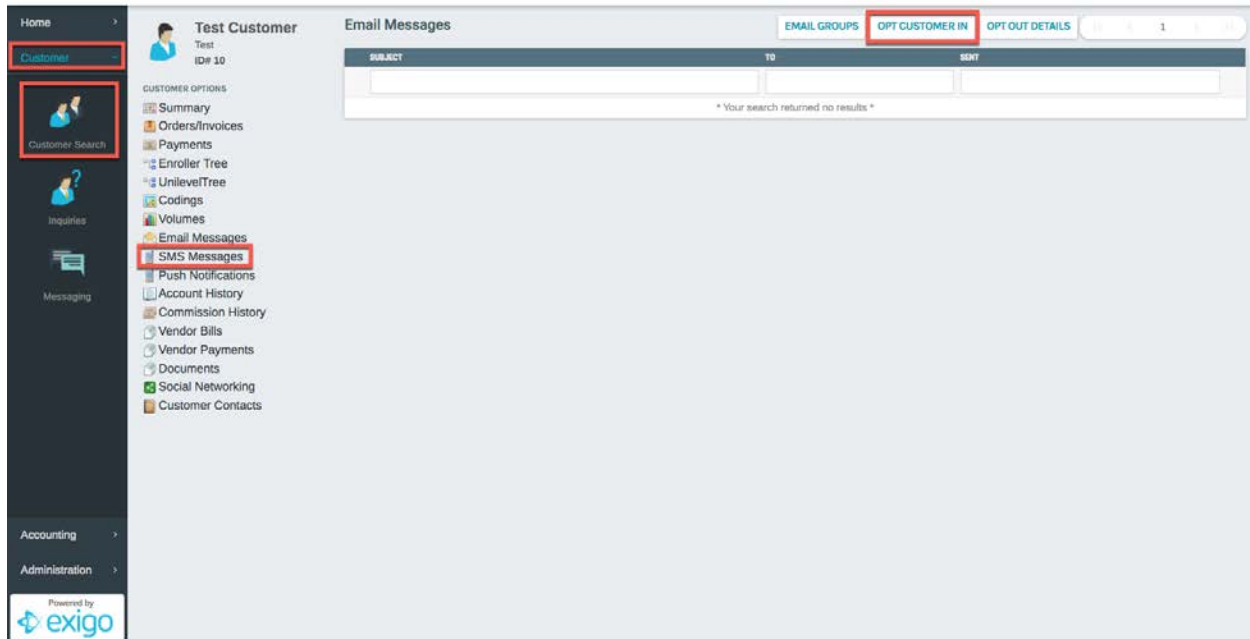 Home
Customer
Customer Search
Inquiries
Messaging
Accounting
Administration
Powered by
exigo
Test Customer
Test
ID# 10
CUSTOMER OPTIONS
Summary
Orders/Invoices
Payments
Enroller Tree
UnilevelTree
Codings
Volumes
Email Messages
SMS Messages
Push Notifications
Account History
Commission History
Vendor Bills
Vendor Payments
Documents
Social Networking
Customer Contacts
Email Messages
EMAIL GROUPS OPT CUSTOMER IN OPT OUT DETAILS 1
SUBJECT TO SENT
* Your search returned no results *